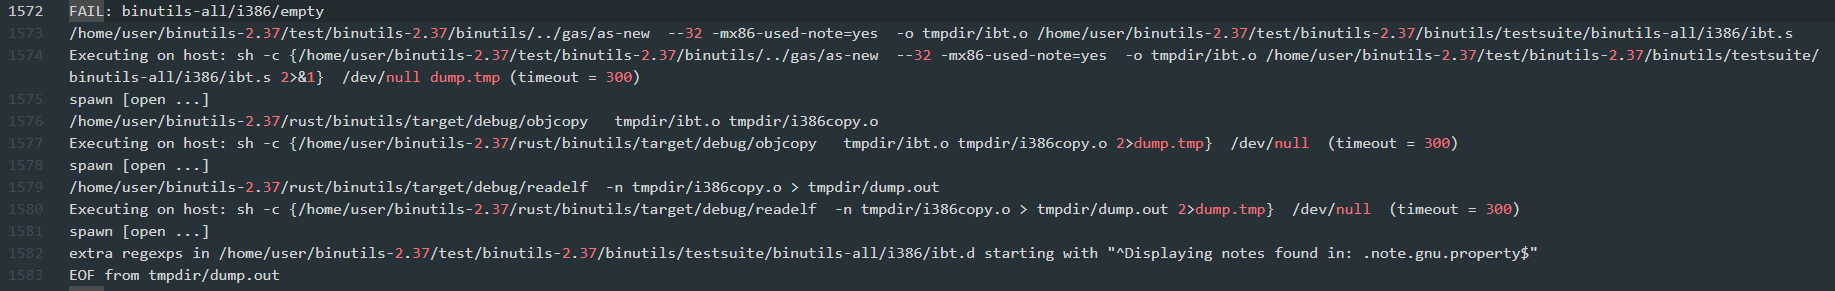 1572 FAIL: binutils-all/i386/empty
1573 /home/user/binutils-2.37/test/binutils-2.37/binutils/../gas/as-new  --32 -mx86-used-note=yes  -o tmpdir/ibt.o /home/user/binutils-2.37/test/binutils-2.37/binutils/testsuite/binutils-all/i386/ibt.s
1574 Executing on host: sh -c {/home/user/binutils-2.37/test/binutils-2.37/binutils/../gas/as-new  --32 -mx86-used-note=yes  -o tmpdir/ibt.o /home/user/binutils-2.37/test/binutils-2.37/binutils/testsuite/
binutils-all/i386/ibt.s 2>&1}  /dev/null dump.tmp (timeout = 300)
1575 spawn [open ...]
1576 /home/user/binutils-2.37/rust/binutils/target/debug/objcopy   tmpdir/ibt.o tmpdir/i386copy.o
1577 Executing on host: sh -c {/home/user/binutils-2.37/rust/binutils/target/debug/objcopy   tmpdir/ibt.o tmpdir/i386copy.o 2>dump.tmp}  /dev/null  (timeout = 300)
1578 spawn [open ...]
1579 /home/user/binutils-2.37/rust/binutils/target/debug/readelf  -n tmpdir/i386copy.o > tmpdir/dump.out
1580 Executing on host: sh -c {/home/user/binutils-2.37/rust/binutils/target/debug/readelf  -n tmpdir/i386copy.o > tmpdir/dump.out 2>dump.tmp}  /dev/null  (timeout = 300)
1581 spawn [open ...]
1582 extra regexps in /home/user/binutils-2.37/test/binutils-2.37/binutils/testsuite/binutils-all/i386/ibt.d starting with "^Displaying notes found in: .note.gnu.property$"
1583 EOF from tmpdir/dump.out